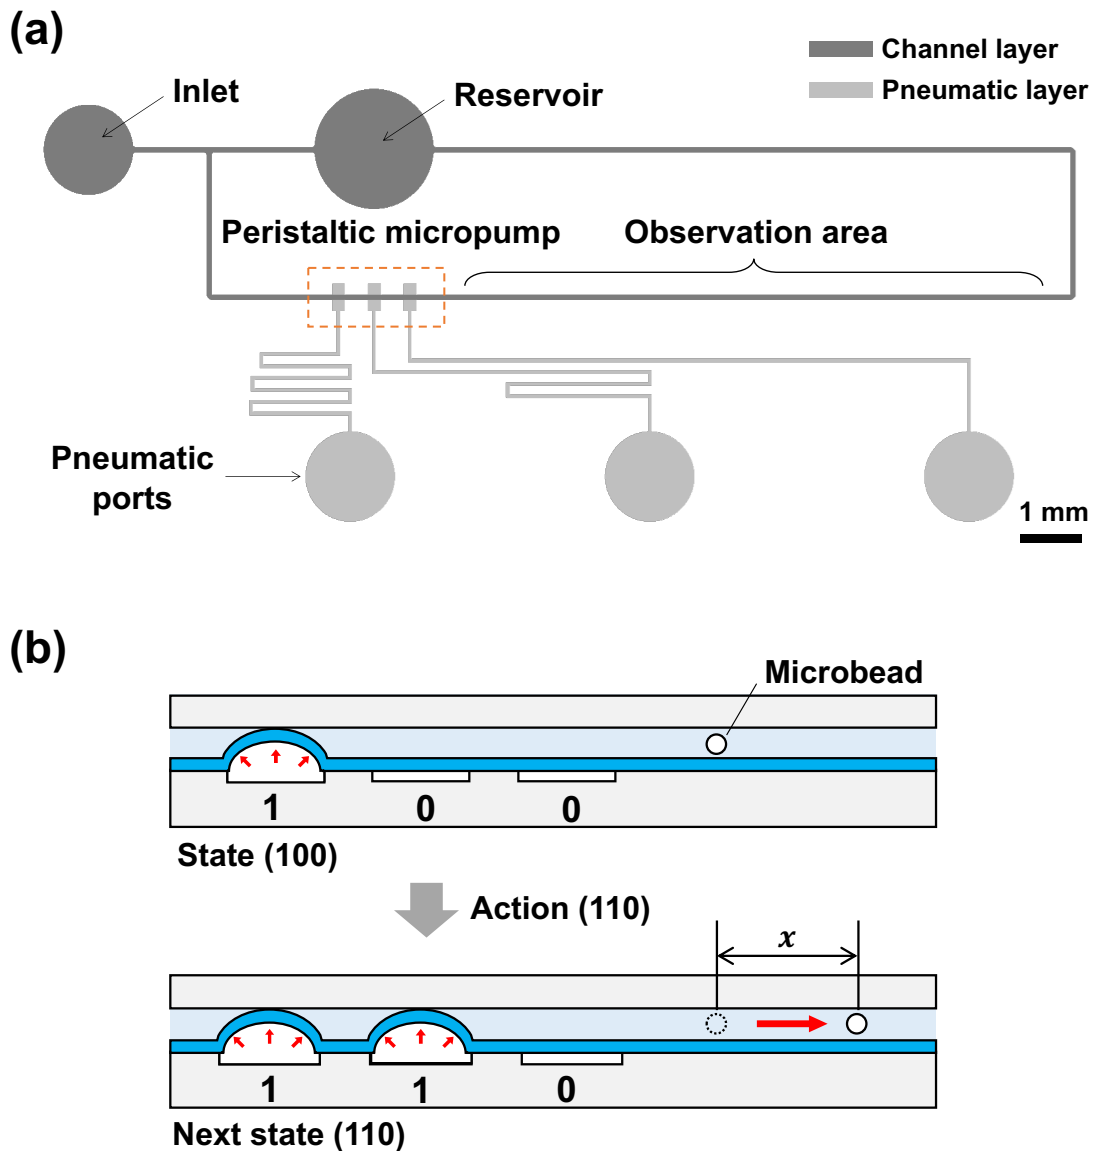 (a)
Channel layer
Pneumatic layer
Inlet
Reservoir
Peristaltic micropump
Observation area
Pneumatic
ports
1 mm
(b)
Microbead
1 0 0
State (100)
Action (110)
x
1 1 0
Next state (110)